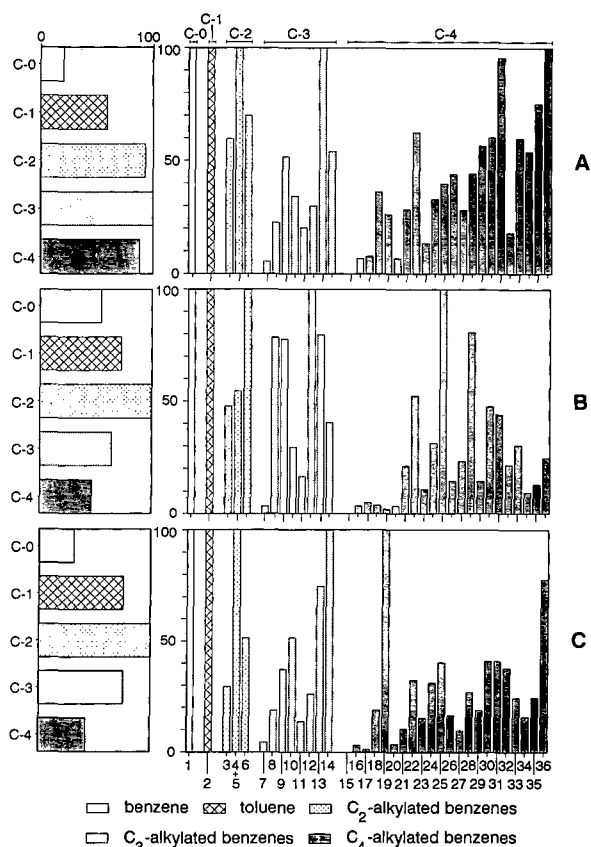 C-1
C-0 C-2 C-3 C-4
0 100
C-0
C-1
C-2
C-3
C-4
100
50
0
A
C-0
C-1
C-2
C-3
C-4
100
50
0
B
C-0
C-1
C-2
C-3
C-4
100
50
0
C
1 3 4 6 8 10 12 14 16 18 20 22 24 26 28 30 32 34 36
+
2 5 7 9 11 13 15 17 19 21 23 25 27 29 31 33 35
benzene toluene C2-alkylated benzenes
C3-alkylated benzenes C4-alkylated benzenes